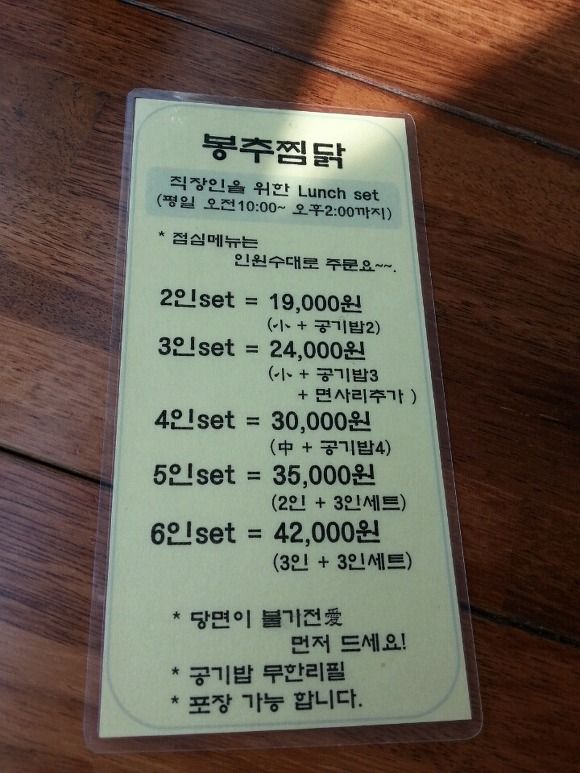 봉추찜닭
직장인을 위한 Lunch set
(평일 오전10:00~ 오후2:00까지)
* 점심메뉴는
인원수대로 주문요~~.
2인set = 19,000원
(小 + 공기밥2)
3인set = 24,000원
(小 + 공기밥3
+ 면사리추가 )
4인set = 30,000원
(中 + 공기밥4)
5인set = 35,000원
(2인 + 3인세트)
6인set = 42,000원
(3인 + 3인세트)
* 당면이 불기전愛
먼저 드세요!
* 공기밥 무한리필
* 포장 가능 합니다.